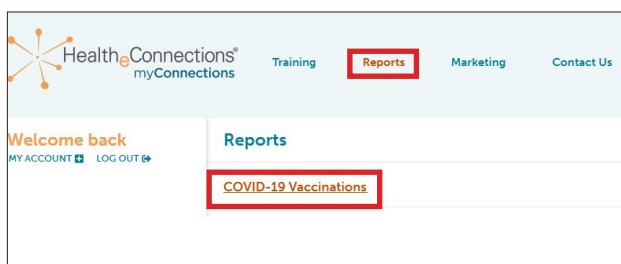 HealtheConnections®
myConnections
Training Reports Marketing Contact Us
Welcome back
MY ACCOUNT LOG OUT
Reports
COVID-19 Vaccinations